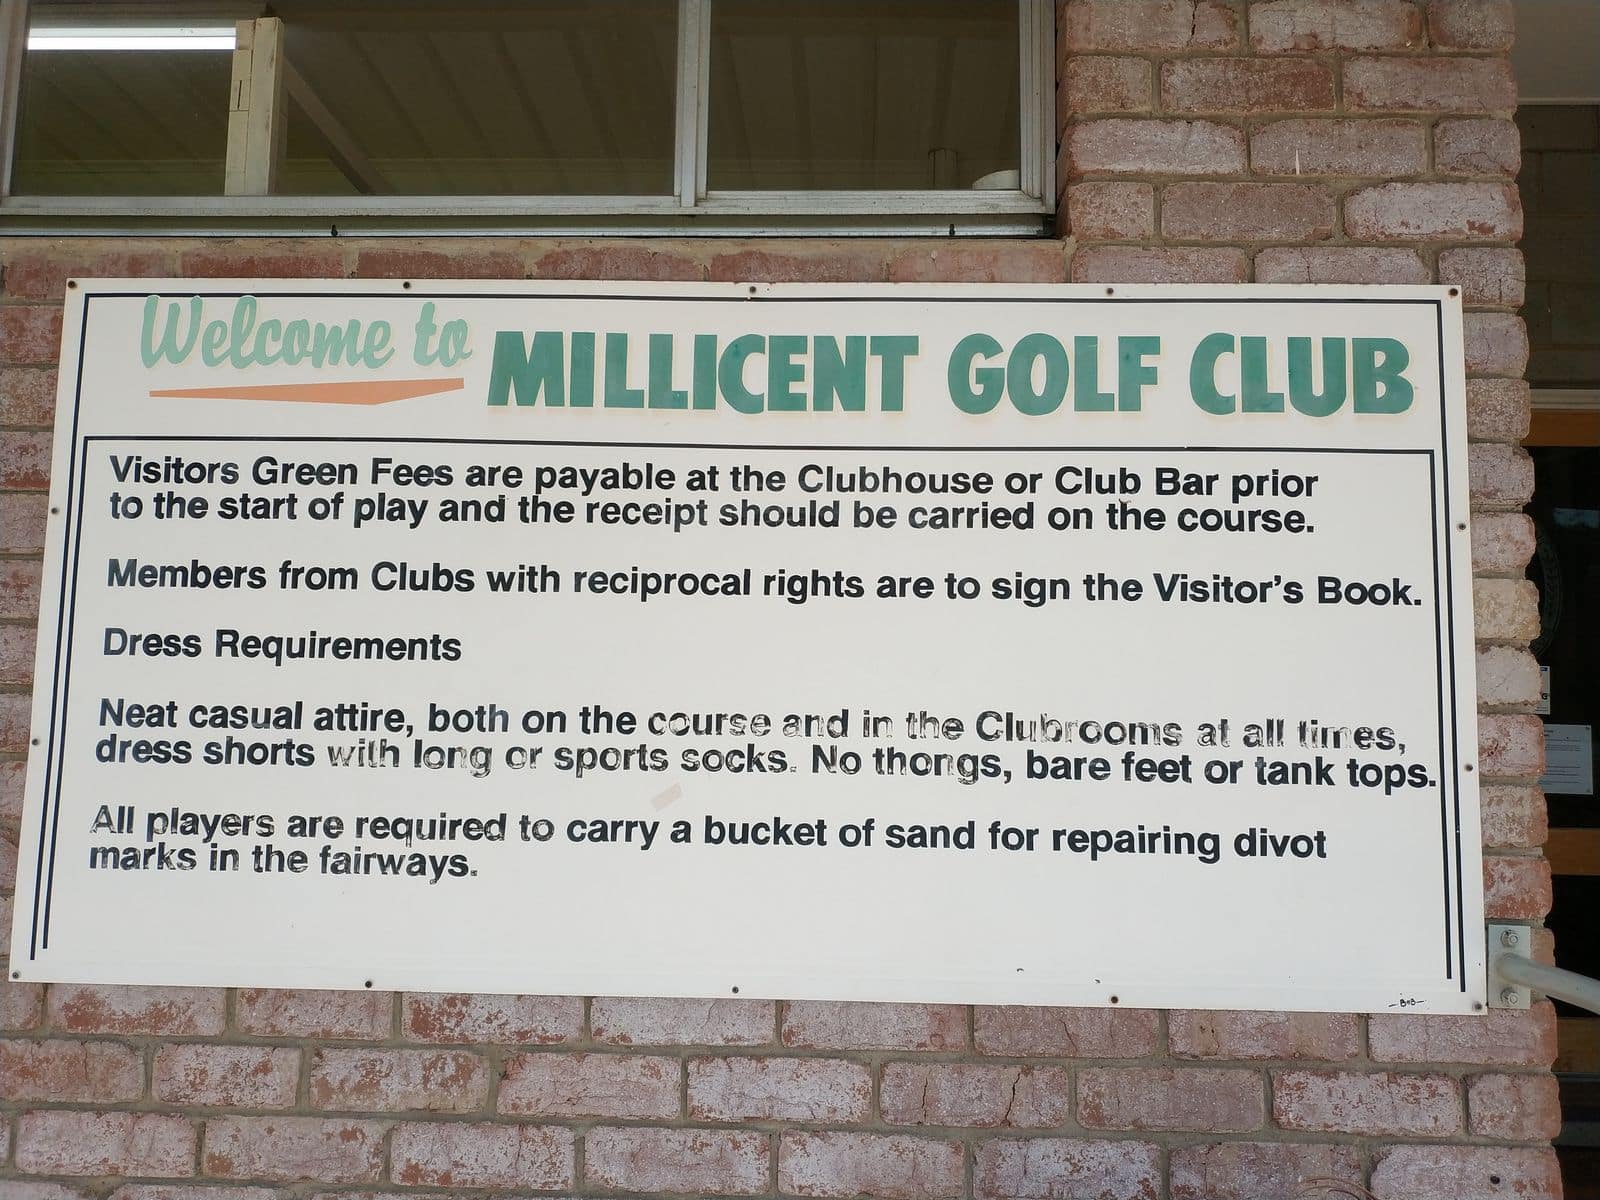 Welcome to MILLICENT GOLF CLUB
Visitors Green Fees are payable at the Clubhouse or Club Bar prior
to the start of play and the receipt should be carried on the course.
Members from Clubs with reciprocal rights are to sign the Visitor's Book.
Dress Requirements
Neat casual attire, both on the course and in the Clubrooms at all times,
dress shorts with long or sports socks. No thongs, bare feet or tank tops.
All players are required to carry a bucket of sand for repairing divot
marks in the fairways.